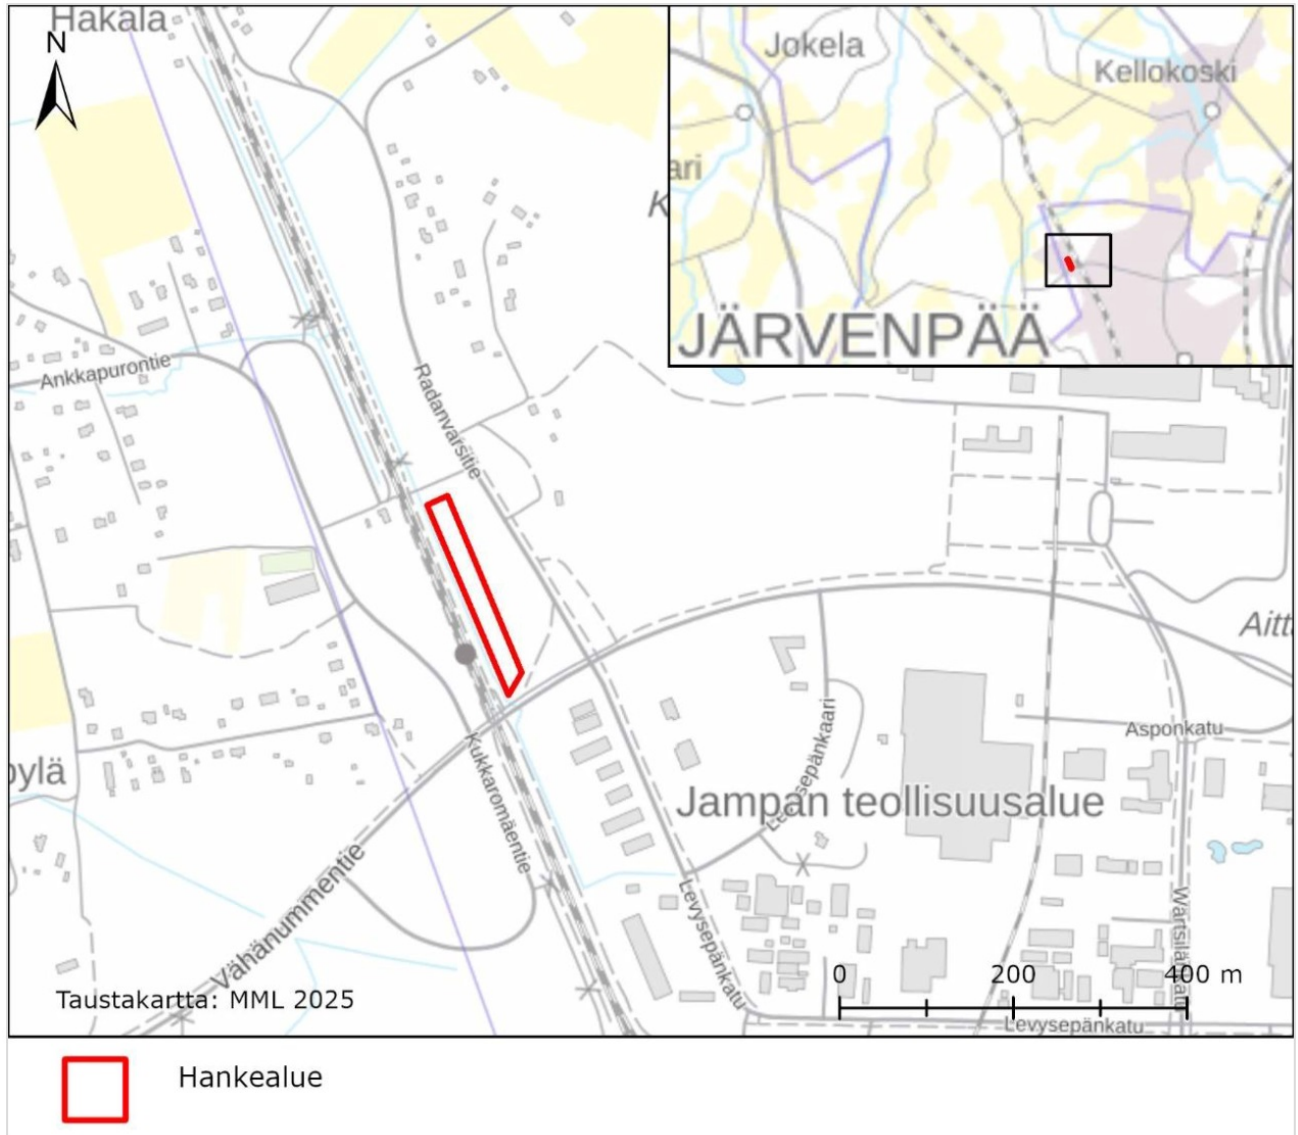 Hakala
N
Jokela
Kellokoski
ari
K
JÄRVENPÄÄ
Ankkapurontie
Radanvarsitie
Aitt
Levysepänkaari
Asponkatu
pylä
Kukkaromäentie
Jampan teollisuusalue
Vähänummentie
Levysepänkatu
Wärtsilänkatu
0 200 400 m
Taustakartta: MML 2025
Levysepänkatu
Hankealue